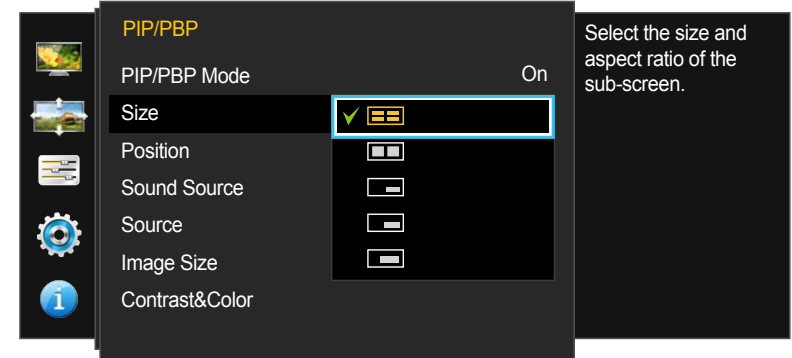 PIP/PBP
PIP/PBP Mode On
Size
Position
Sound Source
Source
Image Size
Contrast&Color
Select the size and
aspect ratio of the
sub-screen.